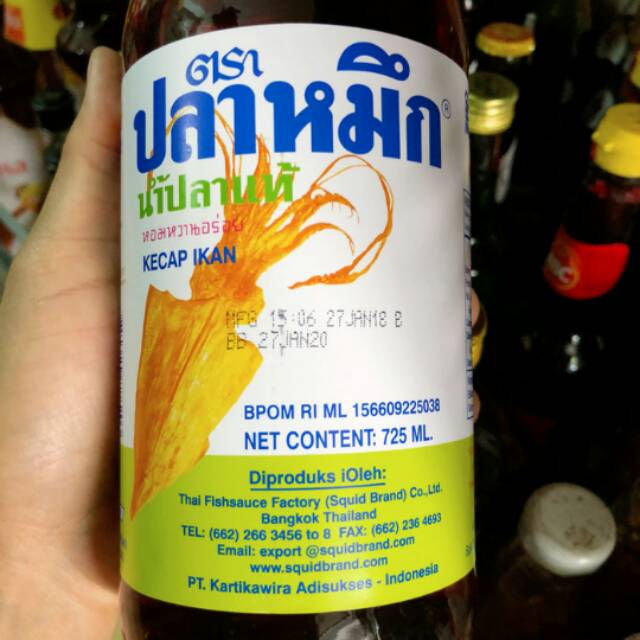 ตรา
ปลาหมึก®
น้ำปลาแท้
หอมหวานอร่อย
KECAP IKAN
MFG 15:06 27JAN18 B
BB 27JAN20
BPOM RI ML 156609225038
NET CONTENT: 725 ML.
Diproduks iOleh:
Thai Fishsauce Factory (Squid Brand) Co.,Ltd.
Bangkok Thailand
TEL: (662) 266 3456 to 8 FAX: (662) 236 4693
Email: export @squidbrand.com
www.squidbrand.com
PT. Kartikawira Adisukses - Indonesia